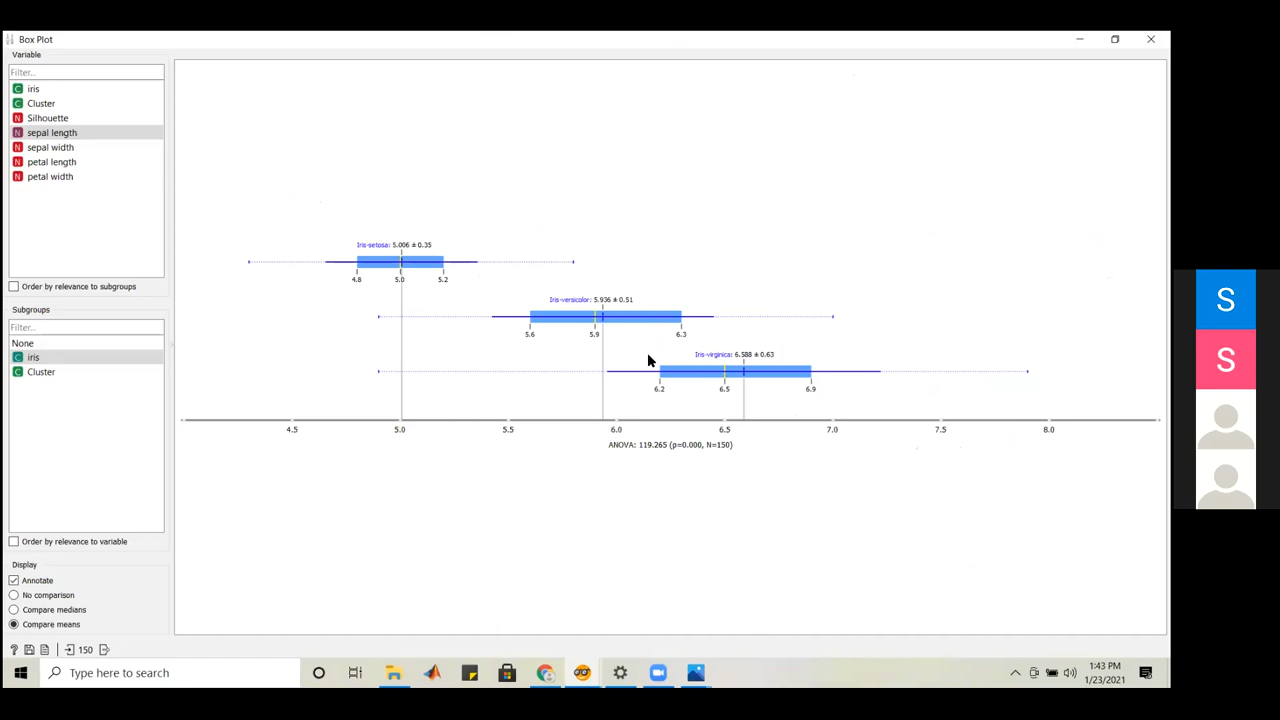 Box Plot
Variable
Filter...
C iris
C Cluster
N Silhouette
N sepal length
N sepal width
N petal length
N petal width
Order by relevance to subgroups
Subgroups
Filter...
None
C iris
C Cluster
Order by relevance to variable
Display
Annotate
No comparison
Compare medians
Compare means
150
Iris-setosa: 5.006 ± 0.35
4.8 5.0 5.2
Iris-versicolor: 5.936 ± 0.51
5.6 5.9 6.3
Iris-virginica: 6.588 ± 0.63
6.2 6.5 6.9
4.5 5.0 5.5 6.0 6.5 7.0 7.5 8.0
ANOVA: 119.265 (p=0.000, N=150)
S
S
Type here to search
1:43 PM
1/23/2021